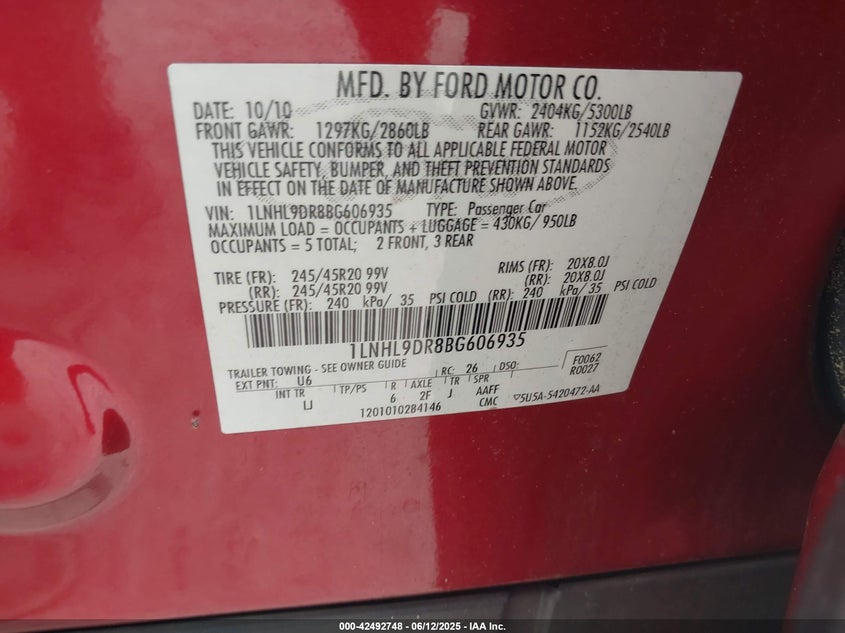 MFD. BY FORD MOTOR CO.
DATE: 10/10 GVWR: 2404KG/5300LB
FRONT GAWR: 1297KG/2860LB REAR GAWR: 1152KG/2540LB
THIS VEHICLE CONFORMS TO ALL APPLICABLE FEDERAL MOTOR
VEHICLE SAFETY, BUMPER, AND THEFT PREVENTION STANDARDS
IN EFFECT ON THE DATE OF MANUFACTURE SHOWN ABOVE.
VIN: 1LNHL9DR8BG606935 TYPE: Passenger Car
MAXIMUM LOAD = OCCUPANTS + LUGGAGE = 430KG/ 950LB
OCCUPANTS = 5 TOTAL; 2 FRONT, 3 REAR
TIRE (FR): 245/45R20 99V RIMS (FR): 20X8.0J
(RR): 245/45R20 99V (RR): 20X8.0J
PRESSURE (FR): 240 kPa/ 35 PSI COLD (RR): 240 kPa/ 35 PSI COLD
1LNHL9DR8BG606935
TRAILER TOWING - SEE OWNER GUIDE
EXT PNT: U6 RC: 26 DSO: F0062
R0027
INT TR TP/PS R AXLE TR SPR
LJ 6 2F J AAFF
1201010284146 CMC ▽5U5A-5420472-AA
000-42492748 - 06/12/2025 - IAA Inc.